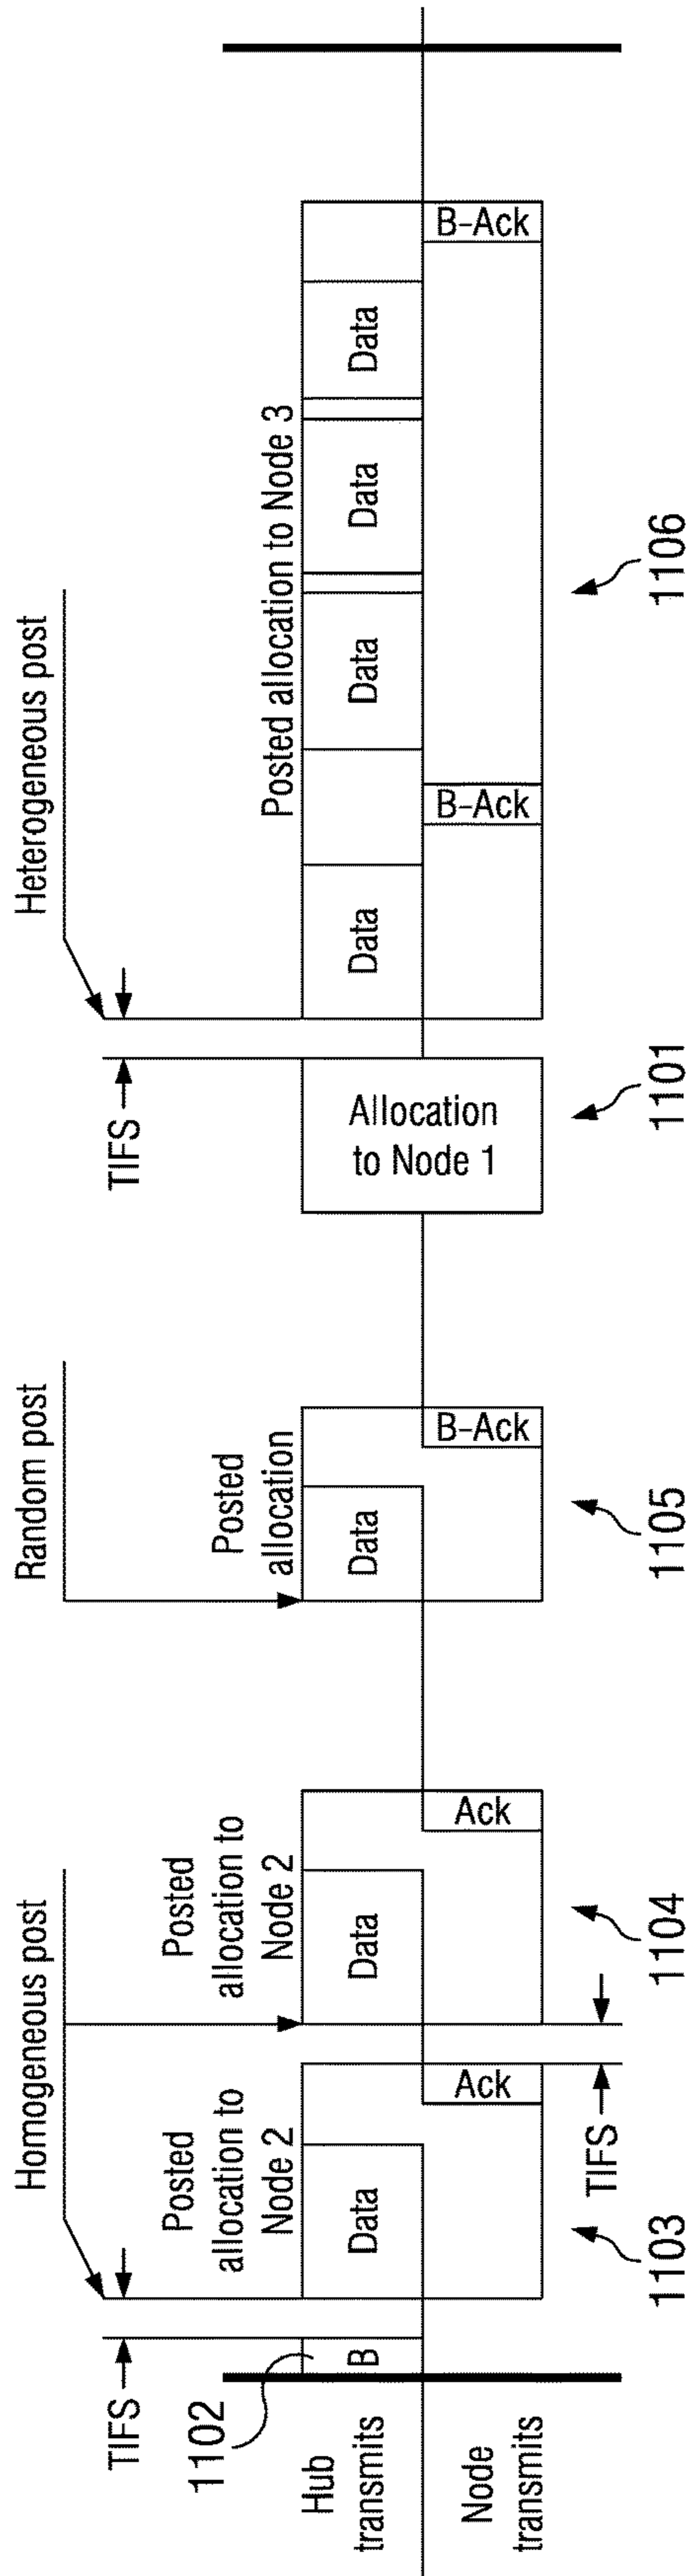 Homogeneous post
Random post
Heterogeneous post
TIFS
TIFS
1102
Posted
allocation to
Node 2
Posted
allocation to
Node 2
Posted
allocation
Posted allocation to Node 3
Hub
transmits
B
Data
Data
Data
Allocation
to Node 1
Data
Data
Data
Data
Node
transmits
Ack
Ack
B-Ack
B-Ack
B-Ack
TIFS
1103
1104
1105
1101
1106